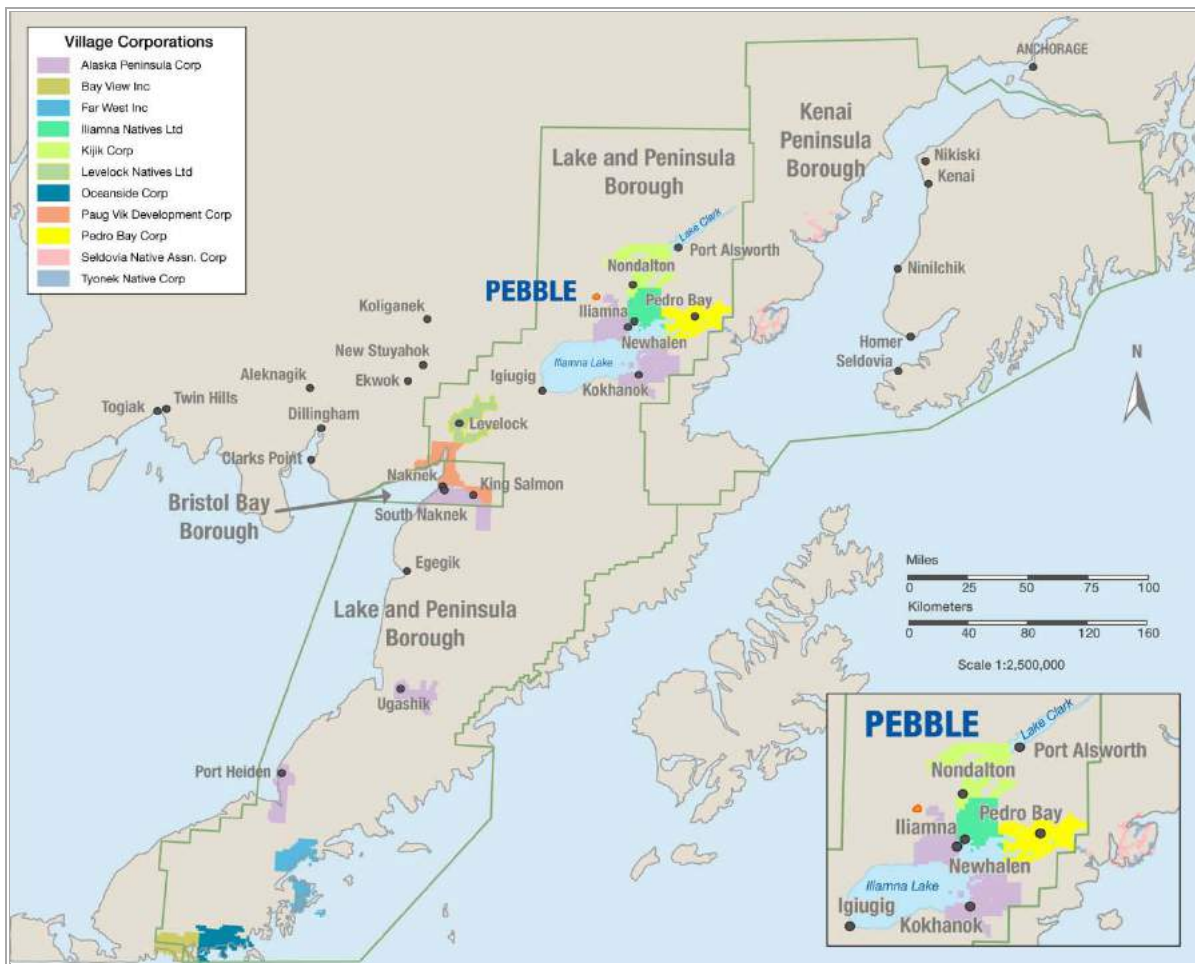 Village Corporations
Alaska Peninsula Corp
Bay View Inc
Far West Inc
Iliamna Natives Ltd
Kijik Corp
Levelock Natives Ltd
Oceanside Corp
Paug Vik Development Corp
Pedro Bay Corp
Seldovia Native Assn. Corp
Tyonek Native Corp
ANCHORAGE
Kenai
Peninsula
Borough
Lake and Peninsula
Borough
Nikiski
Kenai
Lake Clark
Port Alsworth
Nondalton
Ninilchik
PEBBLE
Pedro Bay
Iliamna
Koliganek
Newhalen
Homer
New Stuyahok
Iliamna Lake
Seldovia
N
Aleknagik
Ekwok
Igiugig
Kokhanok
Togiak
Twin Hills
Dillingham
Levelock
Clarks Point
Naknek
King Salmon
Bristol Bay
Borough
South Naknek
Egegik
Miles
0 25 50 75 100
Kilometers
0 40 80 120 160
Scale 1:2,500,000
Lake and Peninsula
Borough
Ugashik
Port Heiden
PEBBLE
Lake Clark
Port Alsworth
Nondalton
Pedro Bay
Iliamna
Newhalen
Iliamna Lake
Igiugig
Kokhanok